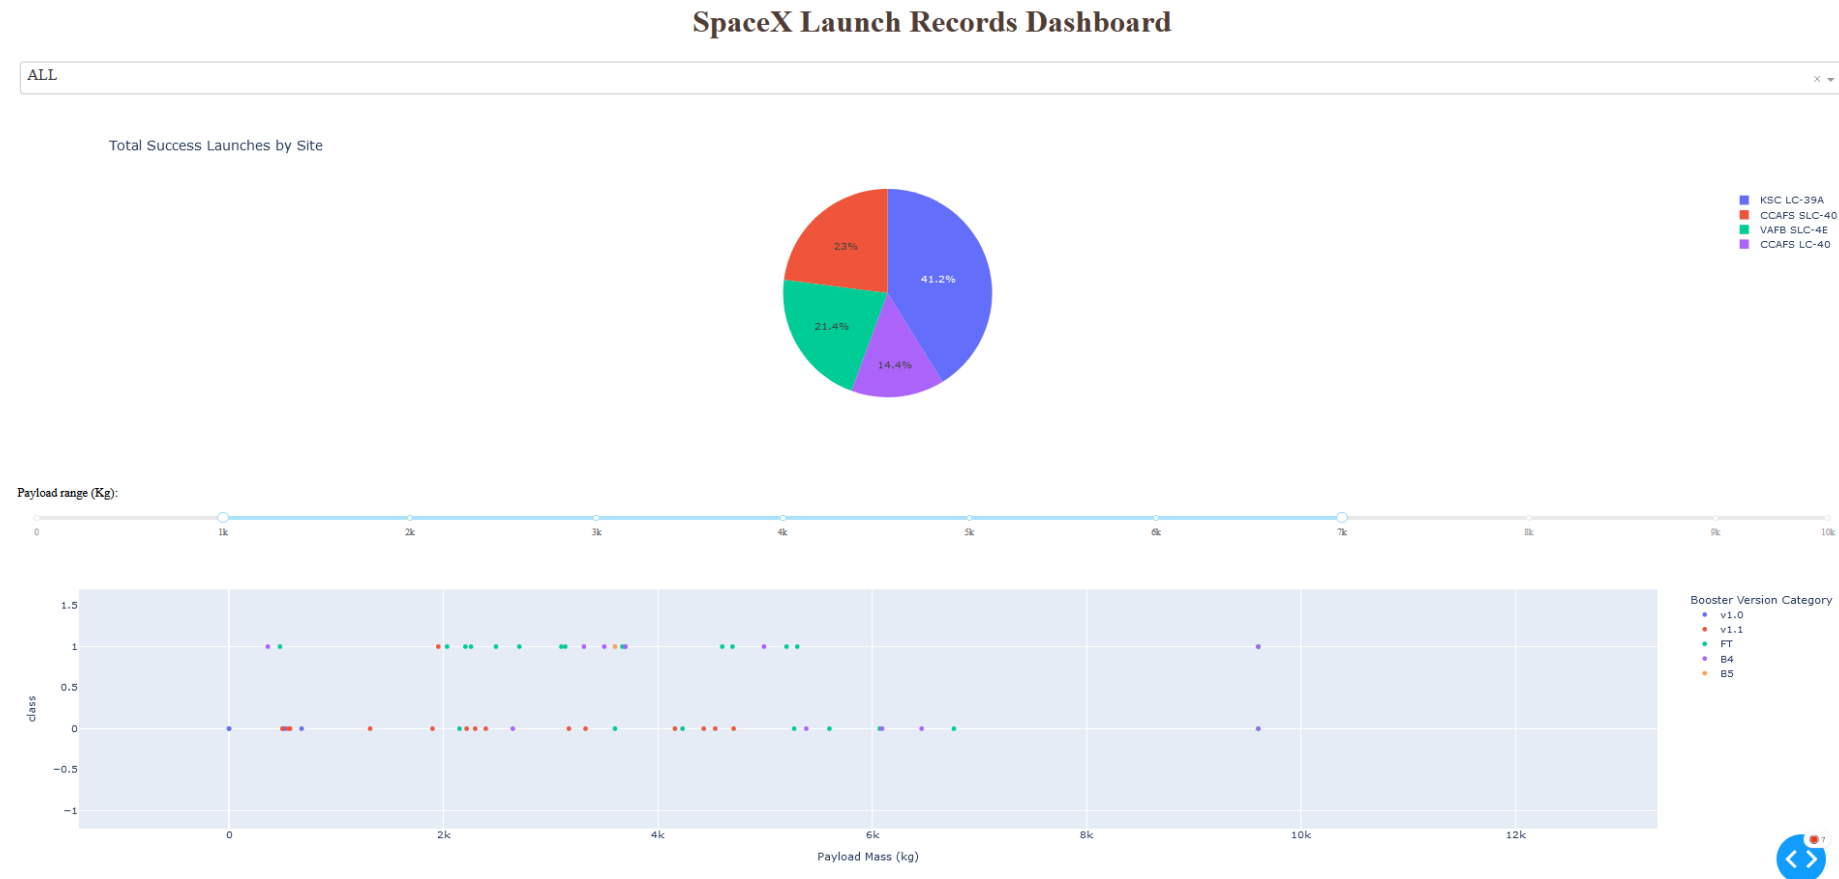 SpaceX Launch Records Dashboard
ALL
× 
Total Success Launches by Site
KSC LC-39A
CCAFS SLC-40
VAFB SLC-4E
CCAFS LC-40
23%
41.2%
21.4%
14.4%
Payload range (Kg):
0 1k 2k 3k 4k 5k 6k 7k 8k 9k 10k
Booster Version Category
v1.0
v1.1
FT
B4
B5
1.5
1
0.5
0
−0.5
−1
class
0 2k 4k 6k 8k 10k 12k
Payload Mass (kg)
7